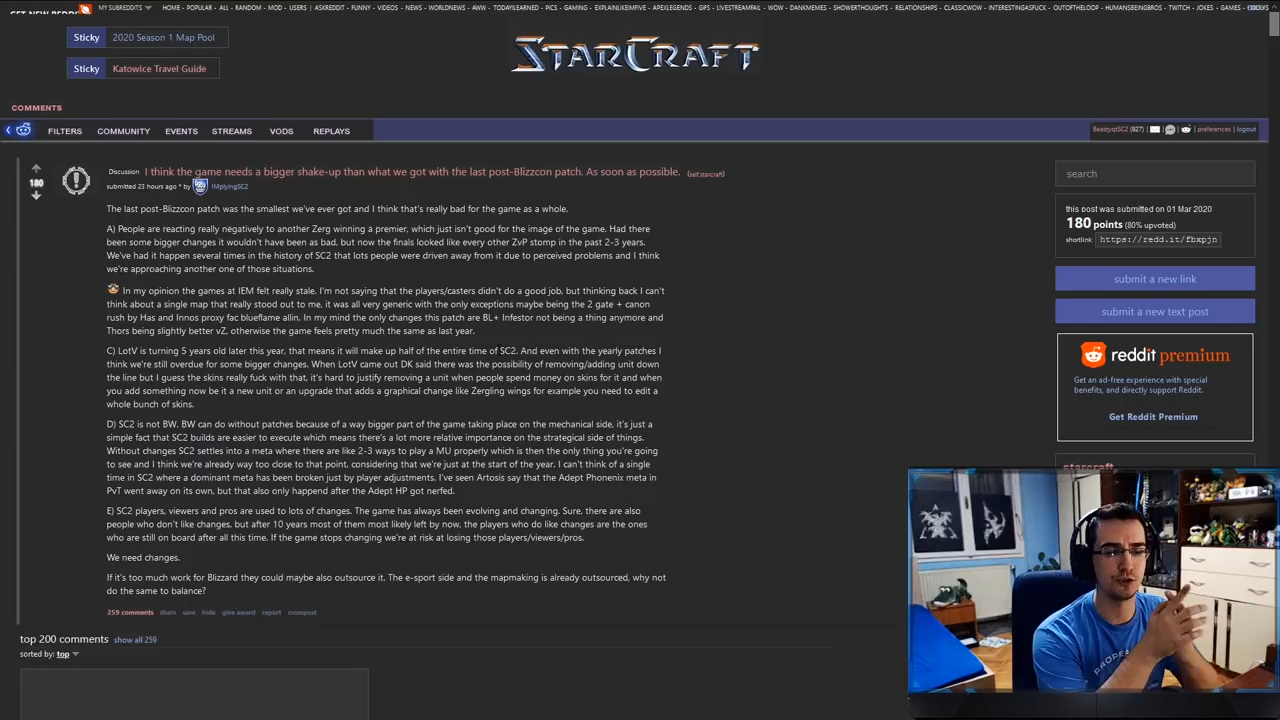 MY SUBREDDITS HOME - POPULAR - ALL - RANDOM - MOD - USERS | ASKREDDIT - FUNNY - VIDEOS - NEWS - WORLDNEWS - AWW - TODAYILEARNED - PICS - GAMING - EXPLAINLIKEIMFIVE - APEXLEGENDS - GIFS - LIVESTREAMFAIL - WOW - DANKMEMES - SHOWERTHOUGHTS - RELATIONSHIPS - CLASSICWOW - INTERESTINGASFUCK - OUTOFTHELOOP - HUMANSBEINGBROS - TWITCH - JOKES - GAMES
Sticky 2020 Season 1 Map Pool
STARCRAFT
Sticky Katowice Travel Guide
COMMENTS
FILTERS COMMUNITY EVENTS STREAMS VODS REPLAYS
BeastyqtSC2 (827) preferences logout
Discussion I think the game needs a bigger shake-up than what we got with the last post-Blizzcon patch. As soon as possible. (self.starcraft)
180
submitted 23 hours ago * by IMplyingSC2
The last post-Blizzcon patch was the smallest we've ever got and I think that's really bad for the game as a whole.
A) People are reacting really negatively to another Zerg winning a premier, which just isn't good for the image of the game. Had there
been some bigger changes it wouldn't have been as bad, but now the finals looked like every other ZvP stomp in the past 2-3 years.
We've had it happen several times in the history of SC2 that lots people were driven away from it due to perceived problems and I think
we're approaching another one of those situations.
In my opinion the games at IEM felt really stale. I'm not saying that the players/casters didn't do a good job, but thinking back I can't
think about a single map that really stood out to me, it was all very generic with the only exceptions maybe being the 2 gate + canon
rush by Has and Innos proxy fac blueflame allin. In my mind the only changes this patch are BL+ Infestor not being a thing anymore and
Thors being slightly better vZ, otherwise the game feels pretty much the same as last year.
C) LotV is turning 5 years old later this year, that means it will make up half of the entire time of SC2. And even with the yearly patches I
think we're still overdue for some bigger changes. When LotV came out DK said there was the possibility of removing/adding unit down
the line but I guess the skins really fuck with that, it's hard to justify removing a unit when people spend money on skins for it and when
you add something now be it a new unit or an upgrade that adds a graphical change like Zergling wings for example you need to edit a
whole bunch of skins.
D) SC2 is not BW. BW can do without patches because of a way bigger part of the game taking place on the mechanical side, it's just a
simple fact that SC2 builds are easier to execute which means there's a lot more relative importance on the strategical side of things.
Without changes SC2 settles into a meta where there are like 2-3 ways to play a MU properly which is then the only thing you're going
to see and I think we're already way too close to that point, considering that we're just at the start of the year. I can't think of a single
time in SC2 where a dominant meta has been broken just by player adjustments. I've seen Artosis say that the Adept Phonenix meta in
PvT went away on its own, but that also only happend after the Adept HP got nerfed.
E) SC2 players, viewers and pros are used to lots of changes. The game has always been evolving and changing. Sure, there are also
people who don't like changes, but after 10 years most of them most likely left by now, the players who do like changes are the ones
who are still on board after all this time. If the game stops changing we're at risk at losing those players/viewers/pros.
We need changes.
If it's too much work for Blizzard they could maybe also outsource it. The e-sport side and the mapmaking is already outsourced, why not
do the same to balance?
259 comments share save hide give award report crosspost
top 200 comments show all 259
sorted by: top
search
this post was submitted on 01 Mar 2020
180 points (80% upvoted)
shortlink: https://redd.it/fbxpjn
submit a new link
submit a new text post
reddit premium
Get an ad-free experience with special
benefits, and directly support Reddit.
Get Reddit Premium
starcraft